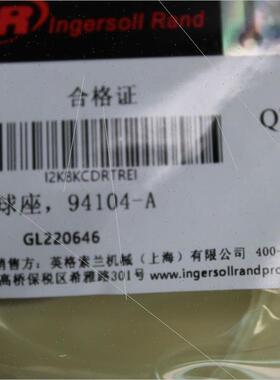 R Ingersoll Rand
合格证
Q
I2K8KCDRTREI
球座，94104-A
GL220646
销售方：英格索兰机械（上海）有限公司 400-
高桥保税区希雅路301号 www.ingersollrandpro